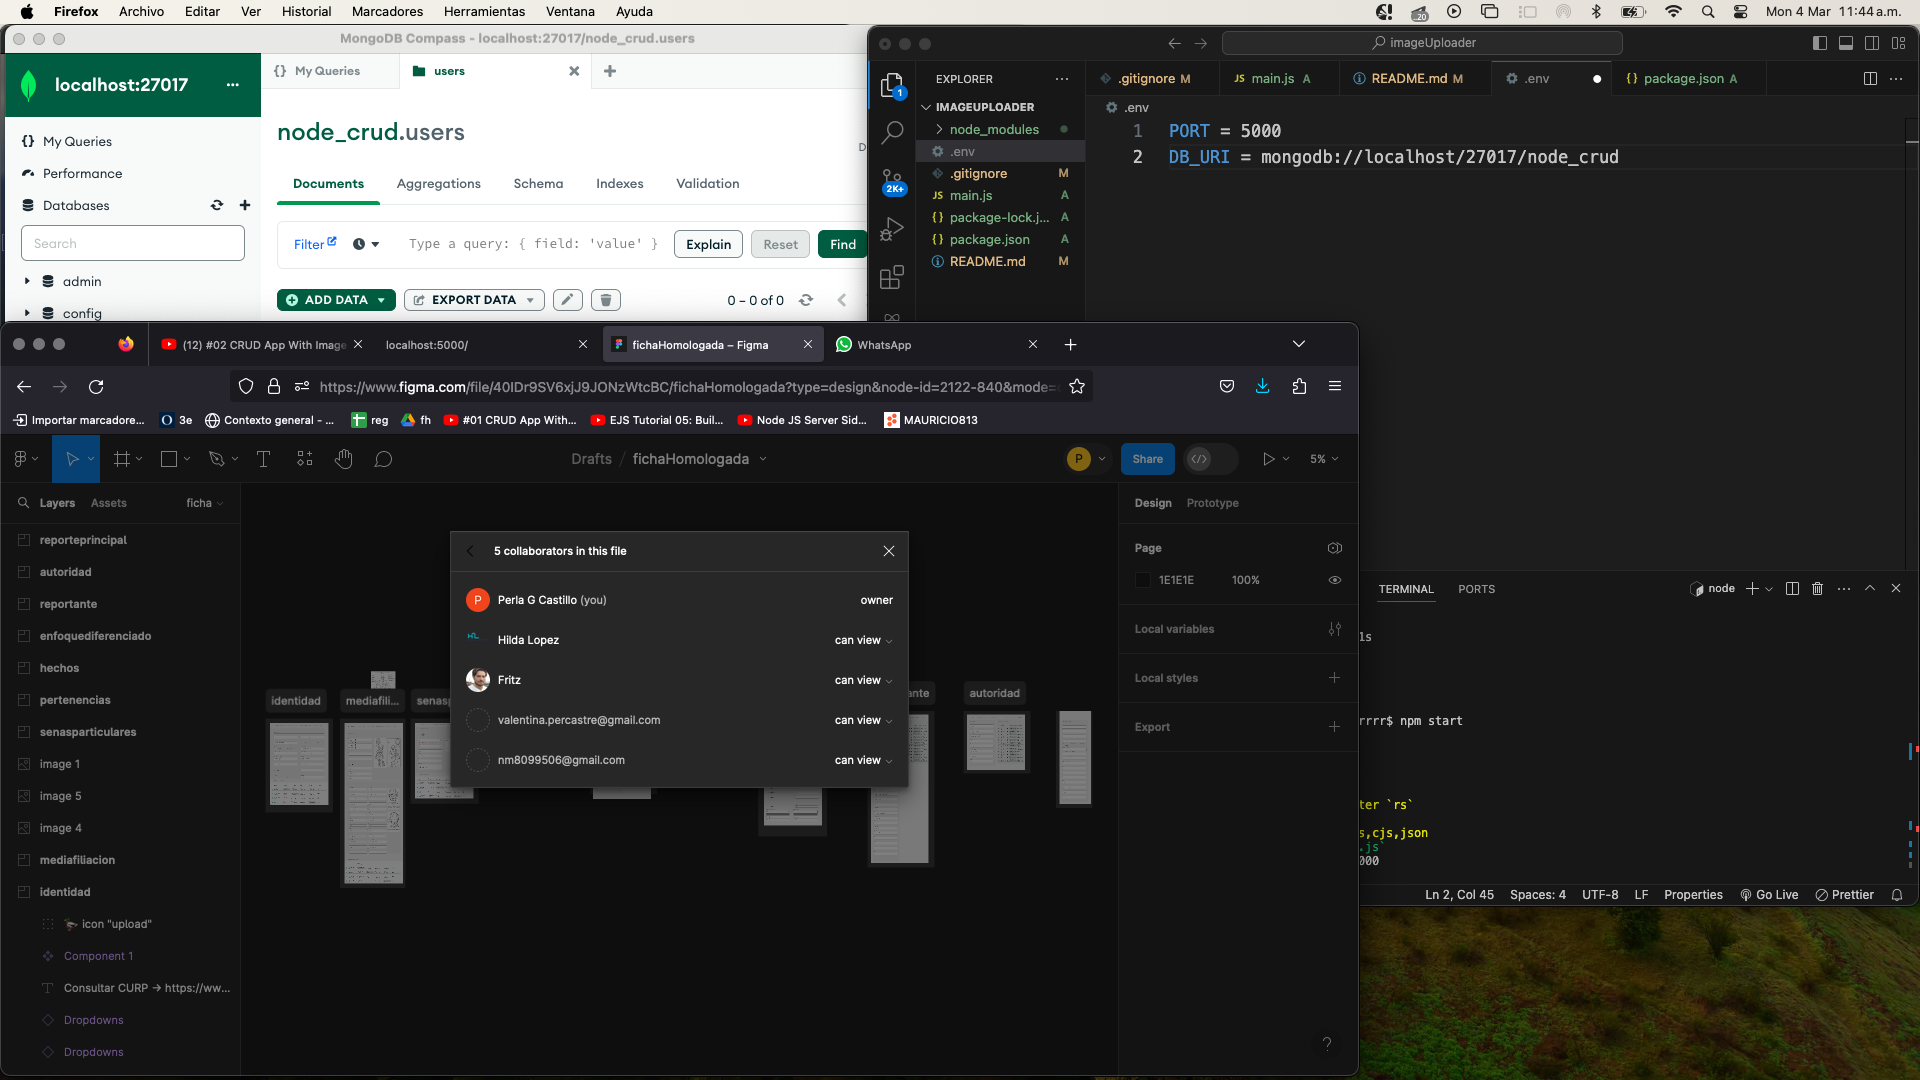 Firefox Archivo Editar Ver Historial Marcadores Herramientas Ventana Ayuda
20
Mon 4 Mar 11:44 a.m.
MongoDB Compass - localhost:27017/node_crud.users
localhost:27017
My Queries
Performance
Databases
Search
admin
config
My Queries
users
node_crud.users
D
Documents
Aggregations
Schema
Indexes
Validation
Filter
Type a query: { field: 'value' }
Explain
Reset
Find
ADD DATA
EXPORT DATA
0 – 0 of 0
imageUploader
1
2K+
EXPLORER
IMAGEUPLOADER
node_modules
.env
.gitignore M
main.js A
package-lock.j... A
package.json A
README.md M
.gitignore M
main.js A
README.md M
.env
package.json A
.env
1 PORT = 5000
2 DB_URI = mongodb://localhost/27017/node_crud
TERMINAL
PORTS
node
ls
rrrr$ npm start
ter `rs`
s,cjs,json
.js`
000
Ln 2, Col 45
Spaces: 4
UTF-8
LF
Properties
Go Live
Prettier
(12) #02 CRUD App With Image
localhost:5000/
fichaHomologada – Figma
WhatsApp
https://www.figma.com/file/40IDr9SV6xjJ9JONzWtcBC/fichaHomologada?type=design&node-id=2122-840&mode=
Importar marcadore...
3e
Contexto general - ...
reg
fh
#01 CRUD App With...
EJS Tutorial 05: Buil...
Node JS Server Sid...
MAURICIO813
Drafts / fichaHomologada
P
Share
5%
Layers
Assets
ficha
reporteprincipal
autoridad
reportante
enfoquediferenciado
hechos
pertenencias
senasparticulares
image 1
image 5
image 4
mediafiliacion
identidad
icon "upload"
Component 1
Consultar CURP → https://ww...
Dropdowns
Dropdowns
identidad
mediafili...
senasp
ante
autoridad
5 collaborators in this file
P Perla G Castillo (you) owner
Hilda Lopez can view
Fritz can view
valentina.percastre@gmail.com can view
nm8099506@gmail.com can view
Design
Prototype
Page
1E1E1E 100%
Local variables
Local styles
Export
?